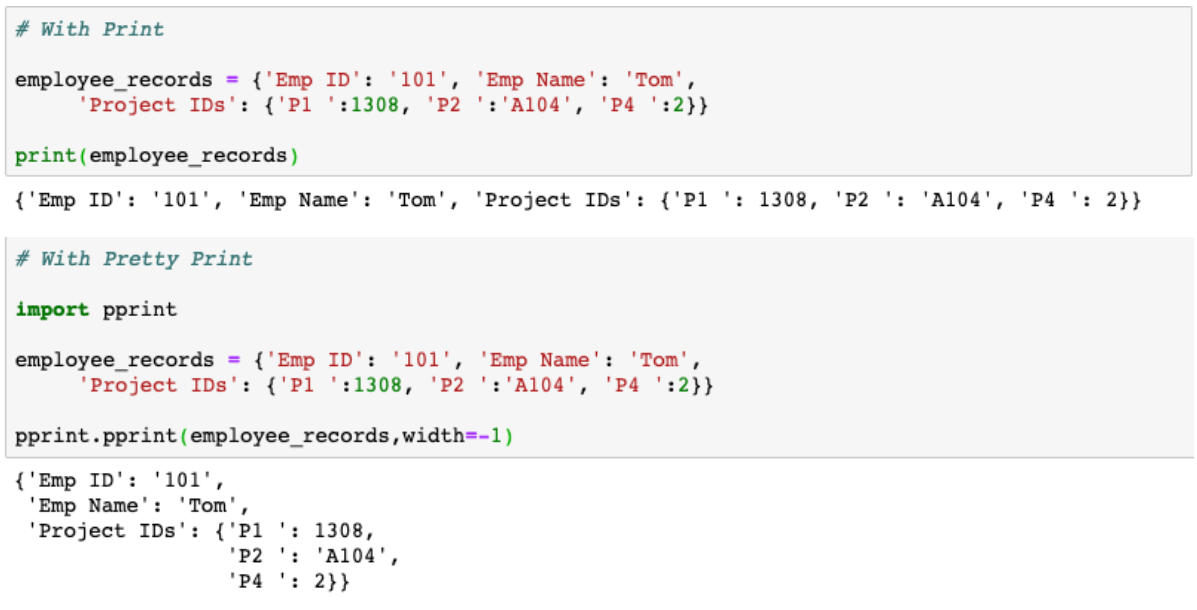 # With Print
employee_records = {'Emp ID': '101', 'Emp Name': 'Tom',
     'Project IDs': {'P1 ':1308, 'P2 ':'A104', 'P4 ':2}}
print(employee_records)
{'Emp ID': '101', 'Emp Name': 'Tom', 'Project IDs': {'P1 ': 1308, 'P2 ': 'A104', 'P4 ': 2}}
# With Pretty Print
import pprint
employee_records = {'Emp ID': '101', 'Emp Name': 'Tom',
     'Project IDs': {'P1 ':1308, 'P2 ':'A104', 'P4 ':2}}
pprint.pprint(employee_records,width=-1)
{'Emp ID': '101',
 'Emp Name': 'Tom',
 'Project IDs': {'P1 ': 1308,
                 'P2 ': 'A104',
                 'P4 ': 2}}